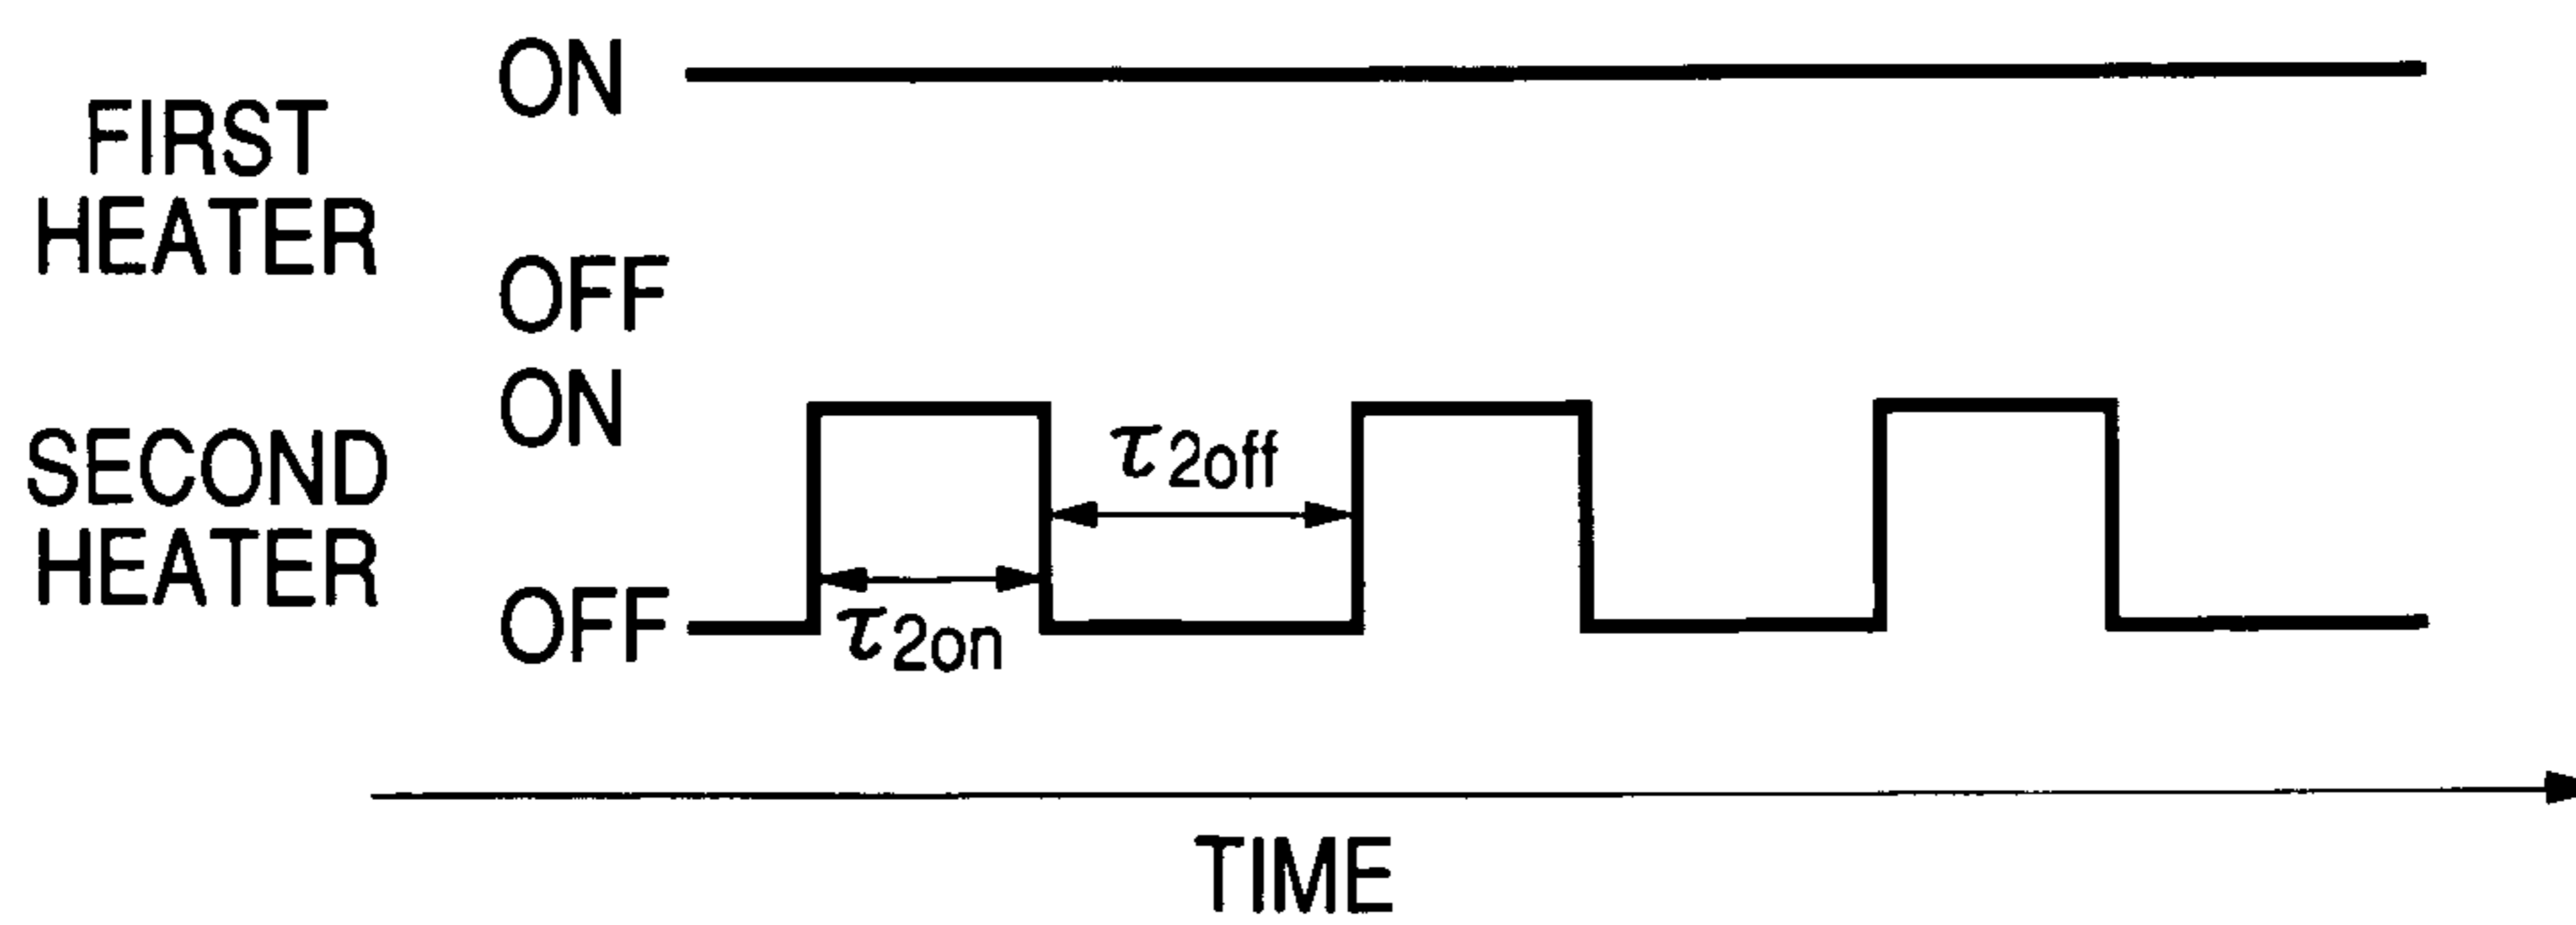 ON
FIRST
HEATER
OFF
ON
SECOND
HEATER
OFF
τ2off
τ2on
TIME